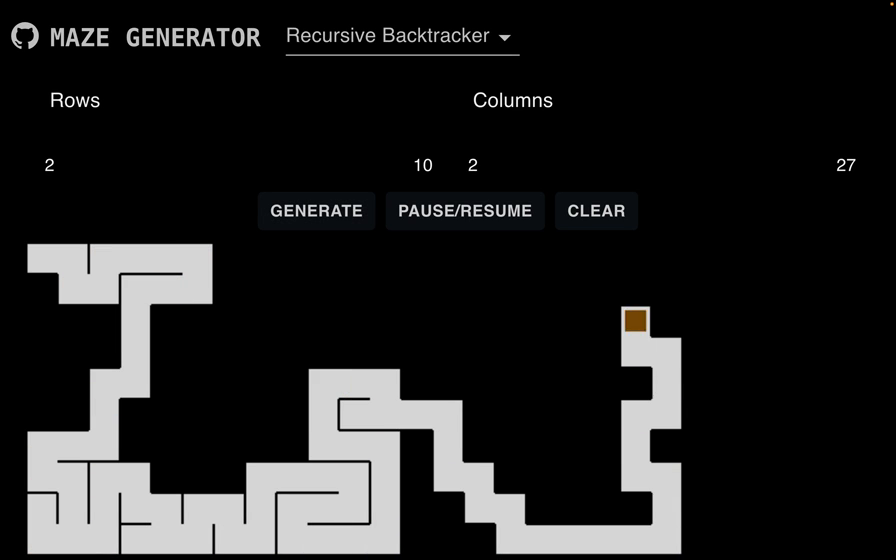 MAZE GENERATOR Recursive Backtracker
Rows Columns
2 10 2 27
GENERATE PAUSE/RESUME CLEAR